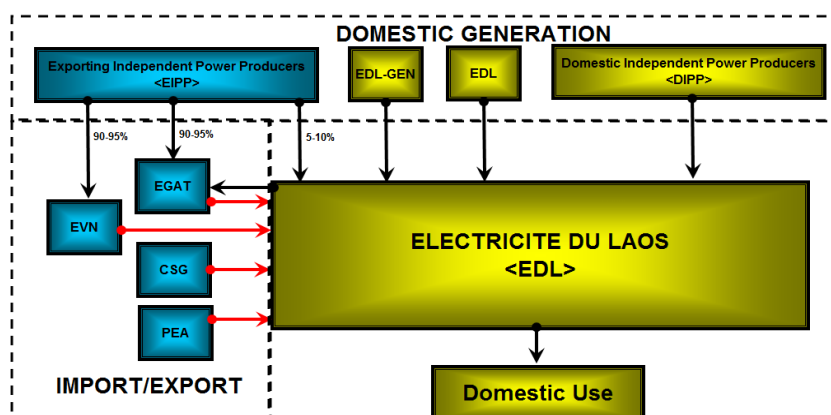 DOMESTIC GENERATION
Exporting Independent Power Producers
<EIPP>
EDL-GEN
EDL
Domestic Independent Power Producers
<DIPP>
90-95%
90-95%
5-10%
EGAT
EVN
CSG
PEA
ELECTRICITE DU LAOS
<EDL>
IMPORT/EXPORT
Domestic Use